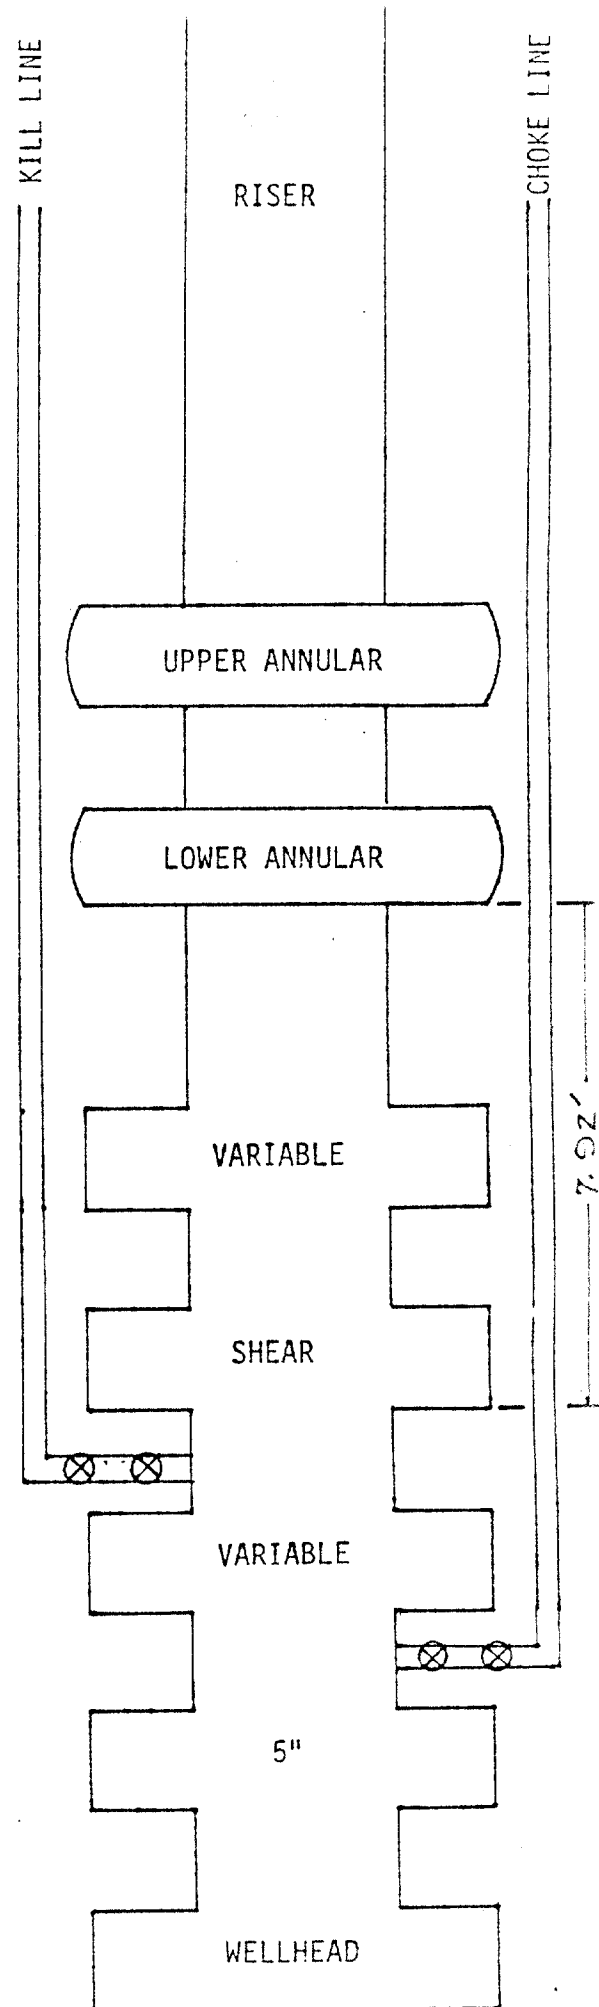 KILL LINE
CHOKE LINE
RISER
UPPER ANNULAR
LOWER ANNULAR
VARIABLE
7.92'
SHEAR
VARIABLE
5"
WELLHEAD